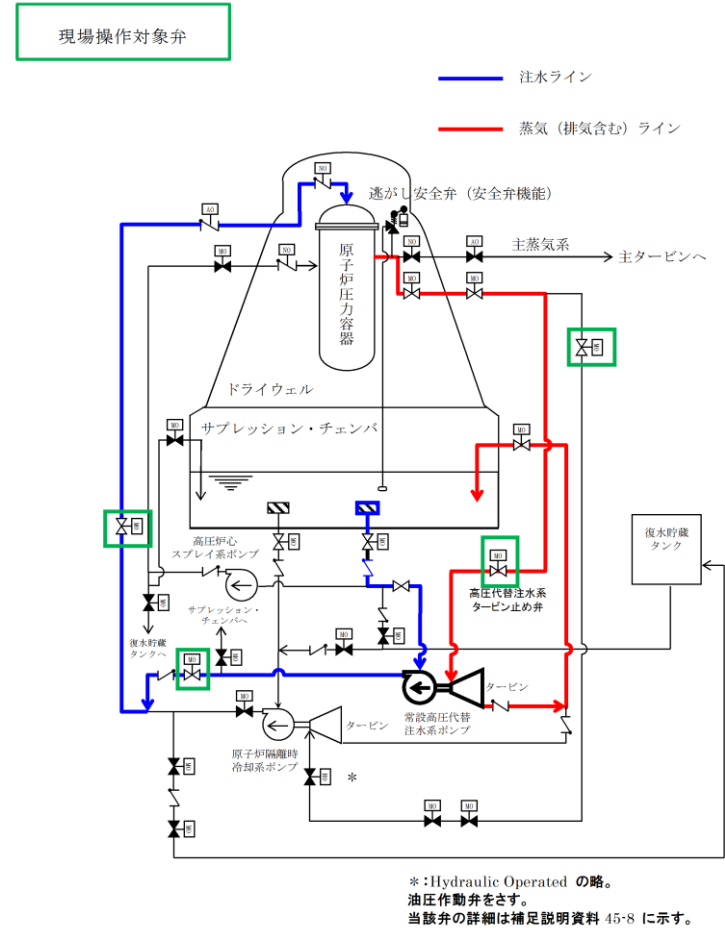 現場操作対象弁
注水ライン
蒸気（排気含む）ライン
NO
逃がし安全弁（安全弁機能）
AO
MO
NO
NO
AO
主蒸気系
主タービンへ
原子炉圧力容器
MO
MO
MO
ドライウェル
サプレッション・チェンバ
MO
MO
MO
高圧炉心
スプレイ系ポンプ
MO
MO
MO
復水貯蔵
タンク
高圧代替注水系
タービン止め弁
MO
サプレッション・
チェンバへ
MO
MO
復水貯蔵
タンクへ
MO
MO
タービン
MO
常設高圧代替
注水系ポンプ
タービン
原子炉隔離時
冷却系ポンプ
MO
HO
＊
MO
MO
MO
＊:Hydraulic Operated の略。
油圧作動弁をさす。
当該弁の詳細は補足説明資料 45-8 に示す。